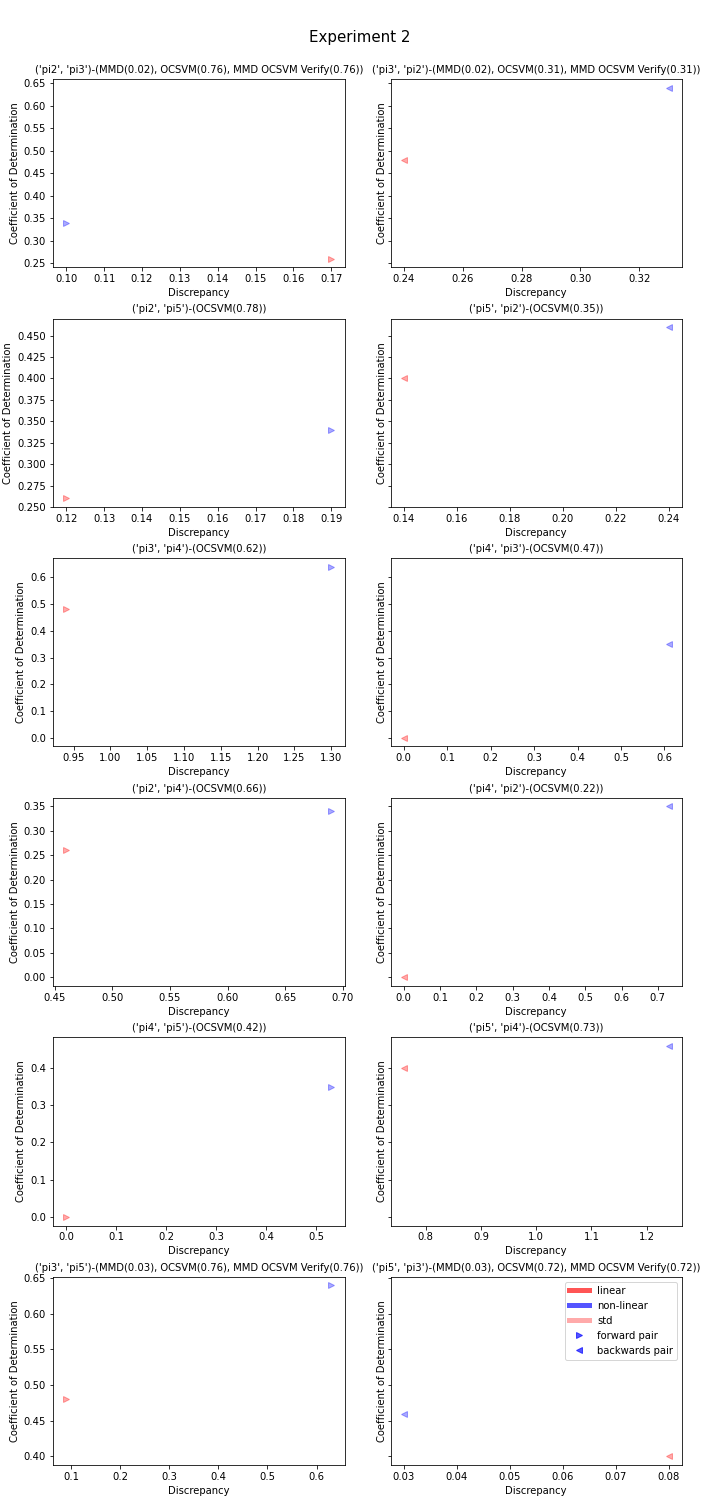 Experiment 2
('pi2', 'pi3')-(MMD(0.02), OCSVM(0.76), MMD OCSVM Verify(0.76))
0.65
0.60
0.55
0.50
0.45
0.40
0.35
0.30
0.25
Coefficient of Determination
0.10 0.11 0.12 0.13 0.14 0.15 0.16 0.17
Discrepancy
('pi3', 'pi2')-(MMD(0.02), OCSVM(0.31), MMD OCSVM Verify(0.31))
Coefficient of Determination
0.24 0.26 0.28 0.30 0.32
Discrepancy
('pi2', 'pi5')-(OCSVM(0.78))
0.450
0.425
0.400
0.375
0.350
0.325
0.300
0.275
0.250
Coefficient of Determination
0.12 0.13 0.14 0.15 0.16 0.17 0.18 0.19
Discrepancy
('pi5', 'pi2')-(OCSVM(0.35))
Coefficient of Determination
0.14 0.16 0.18 0.20 0.22 0.24
Discrepancy
('pi3', 'pi4')-(OCSVM(0.62))
0.6
0.5
0.4
0.3
0.2
0.1
0.0
Coefficient of Determination
0.95 1.00 1.05 1.10 1.15 1.20 1.25 1.30
Discrepancy
('pi4', 'pi3')-(OCSVM(0.47))
Coefficient of Determination
0.0 0.1 0.2 0.3 0.4 0.5 0.6
Discrepancy
('pi2', 'pi4')-(OCSVM(0.66))
0.35
0.30
0.25
0.20
0.15
0.10
0.05
0.00
Coefficient of Determination
0.45 0.50 0.55 0.60 0.65 0.70
Discrepancy
('pi4', 'pi2')-(OCSVM(0.22))
Coefficient of Determination
0.0 0.1 0.2 0.3 0.4 0.5 0.6 0.7
Discrepancy
('pi4', 'pi5')-(OCSVM(0.42))
0.4
0.3
0.2
0.1
0.0
Coefficient of Determination
0.0 0.1 0.2 0.3 0.4 0.5
Discrepancy
('pi5', 'pi4')-(OCSVM(0.73))
Coefficient of Determination
0.8 0.9 1.0 1.1 1.2
Discrepancy
('pi3', 'pi5')-(MMD(0.03), OCSVM(0.76), MMD OCSVM Verify(0.76))
0.65
0.60
0.55
0.50
0.45
0.40
Coefficient of Determination
0.1 0.2 0.3 0.4 0.5 0.6
Discrepancy
('pi5', 'pi3')-(MMD(0.03), OCSVM(0.72), MMD OCSVM Verify(0.72))
linear
non-linear
std
forward pair
backwards pair
Coefficient of Determination
0.03 0.04 0.05 0.06 0.07 0.08
Discrepancy